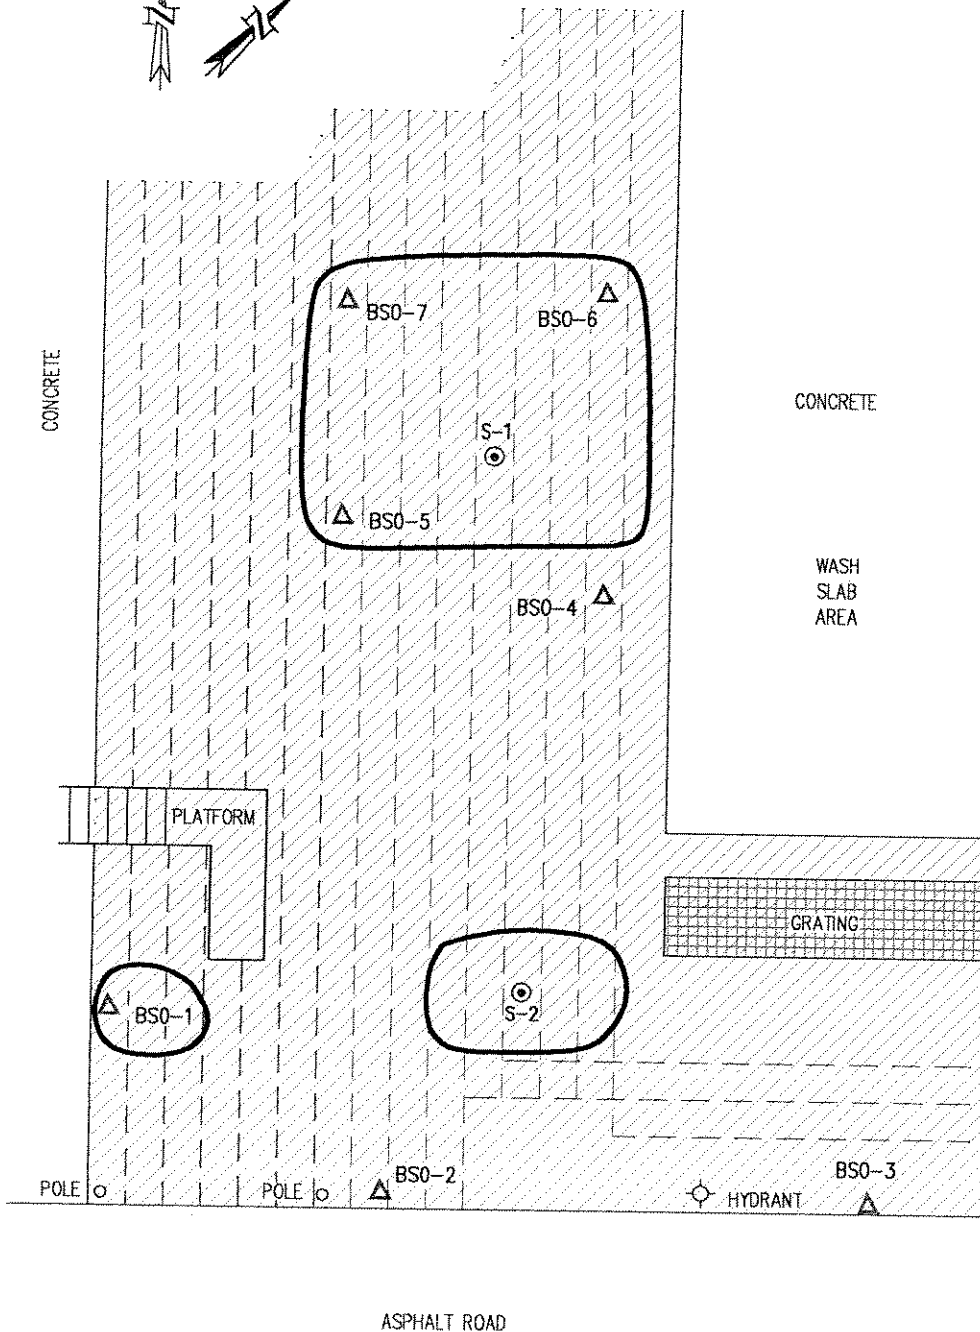 N
N
BSO-7
BSO-6
CONCRETE
CONCRETE
S-1
BSO-5
WASH
SLAB
AREA
BSO-4
PLATFORM
GRATING
BSO-1
S-2
BSO-2
BSO-3
POLE
POLE
HYDRANT
ASPHALT ROAD